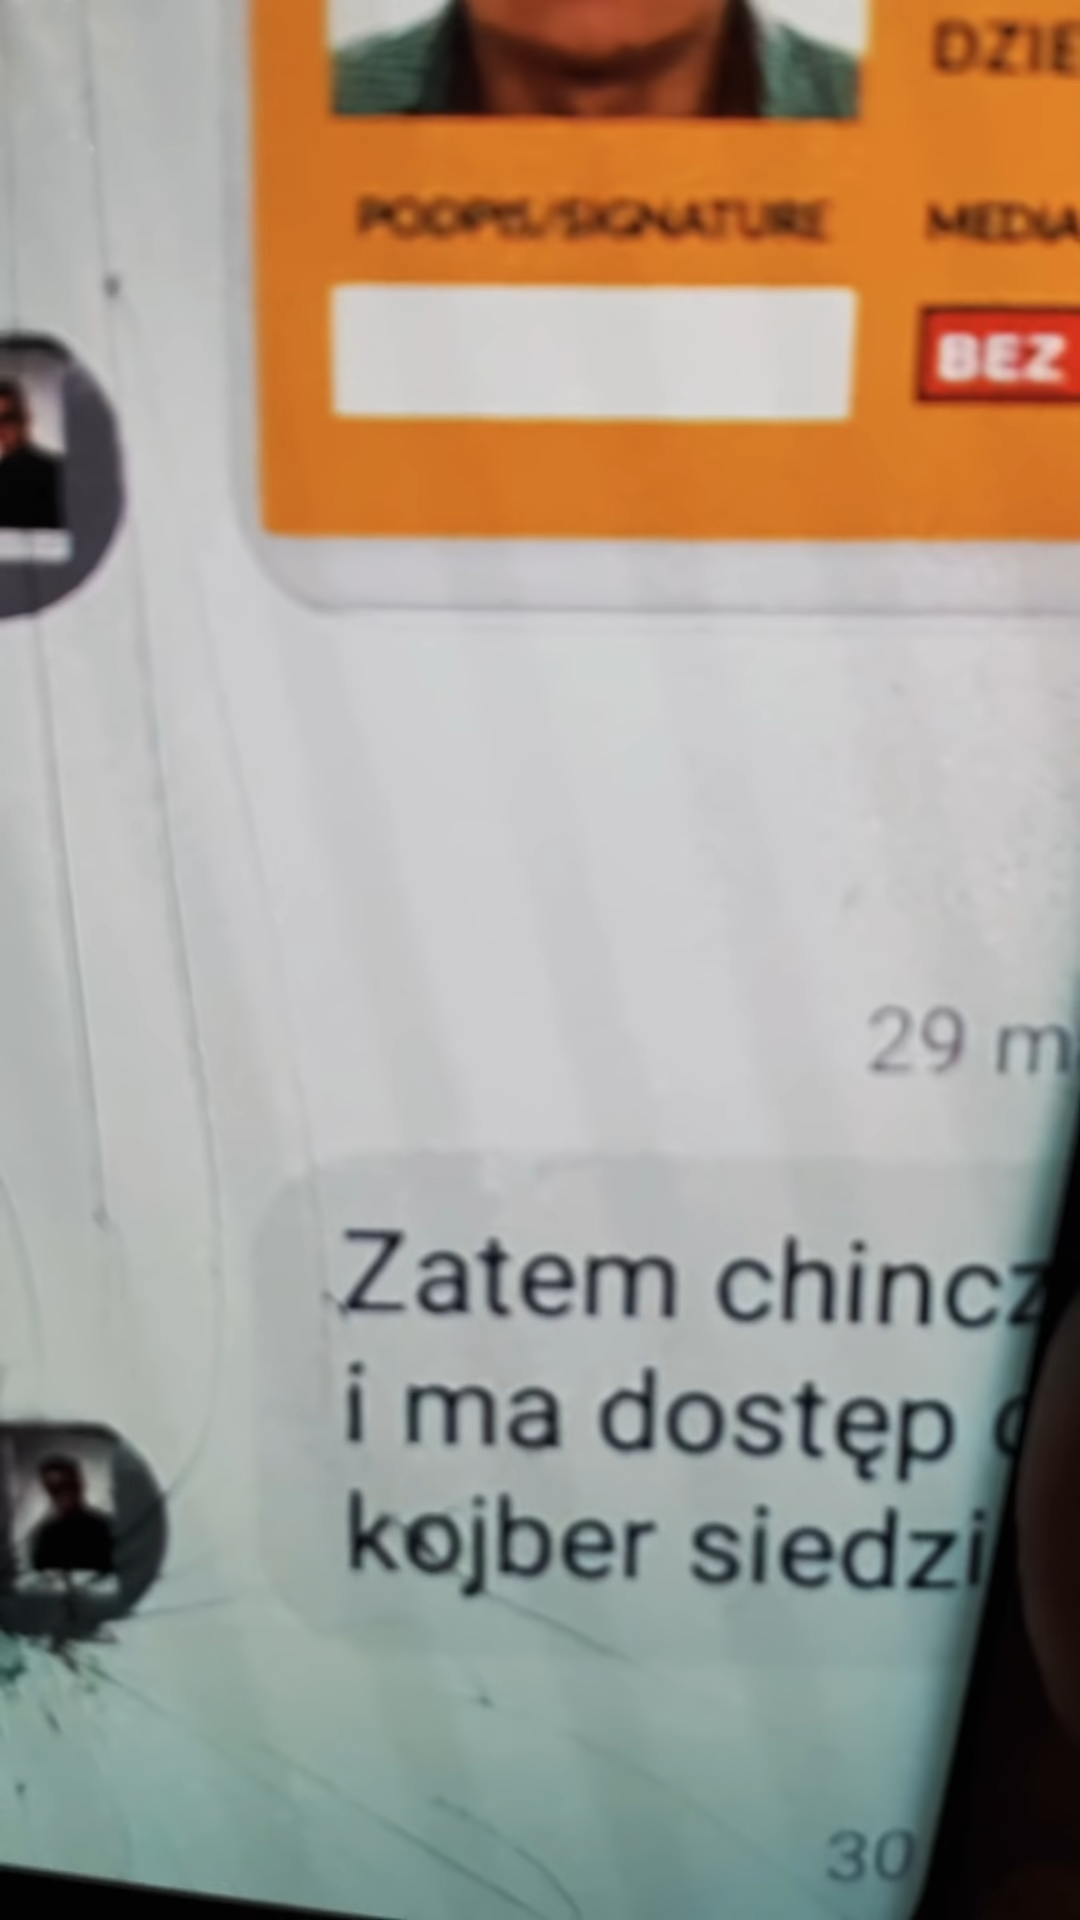 DZIE
PODPIS/SIGNATURE
MEDIA
BEZ
29 m
Zatem chincz
i ma dostęp
kojber siedzi
30